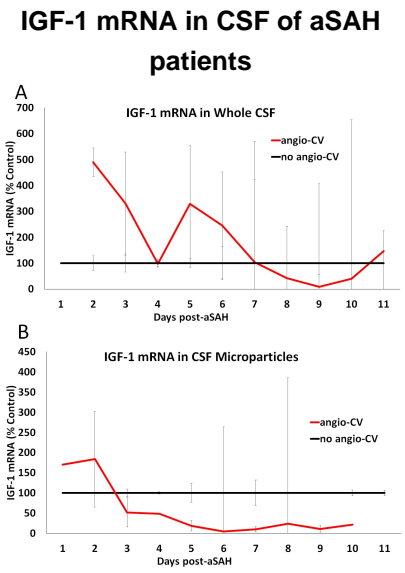 IGF-1 mRNA in CSF of aSAH
patients
A
IGF-1 mRNA in Whole CSF
IGF-1 mRNA (% Control)
700
600
500
400
300
200
100
0
angio-CV
no angio-CV
1 2 3 4 5 6 7 8 9 10 11
Days post-aSAH
B
IGF-1 mRNA in CSF Microparticles
IGF-1 mRNA (% Control)
450
400
350
300
250
200
150
100
50
0
angio-CV
no angio-CV
1 2 3 4 5 6 7 8 9 10 11
Days post-aSAH